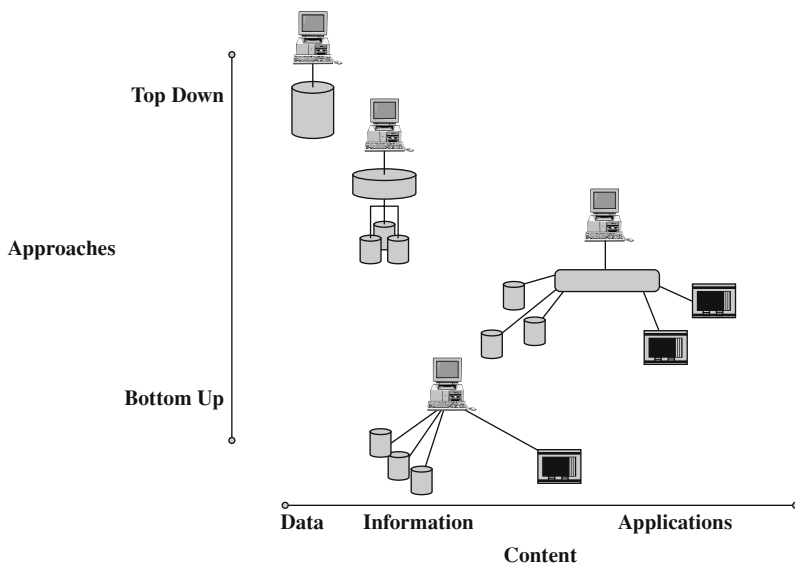 Top Down
Approaches
Bottom Up
Data
Information
Applications
Content